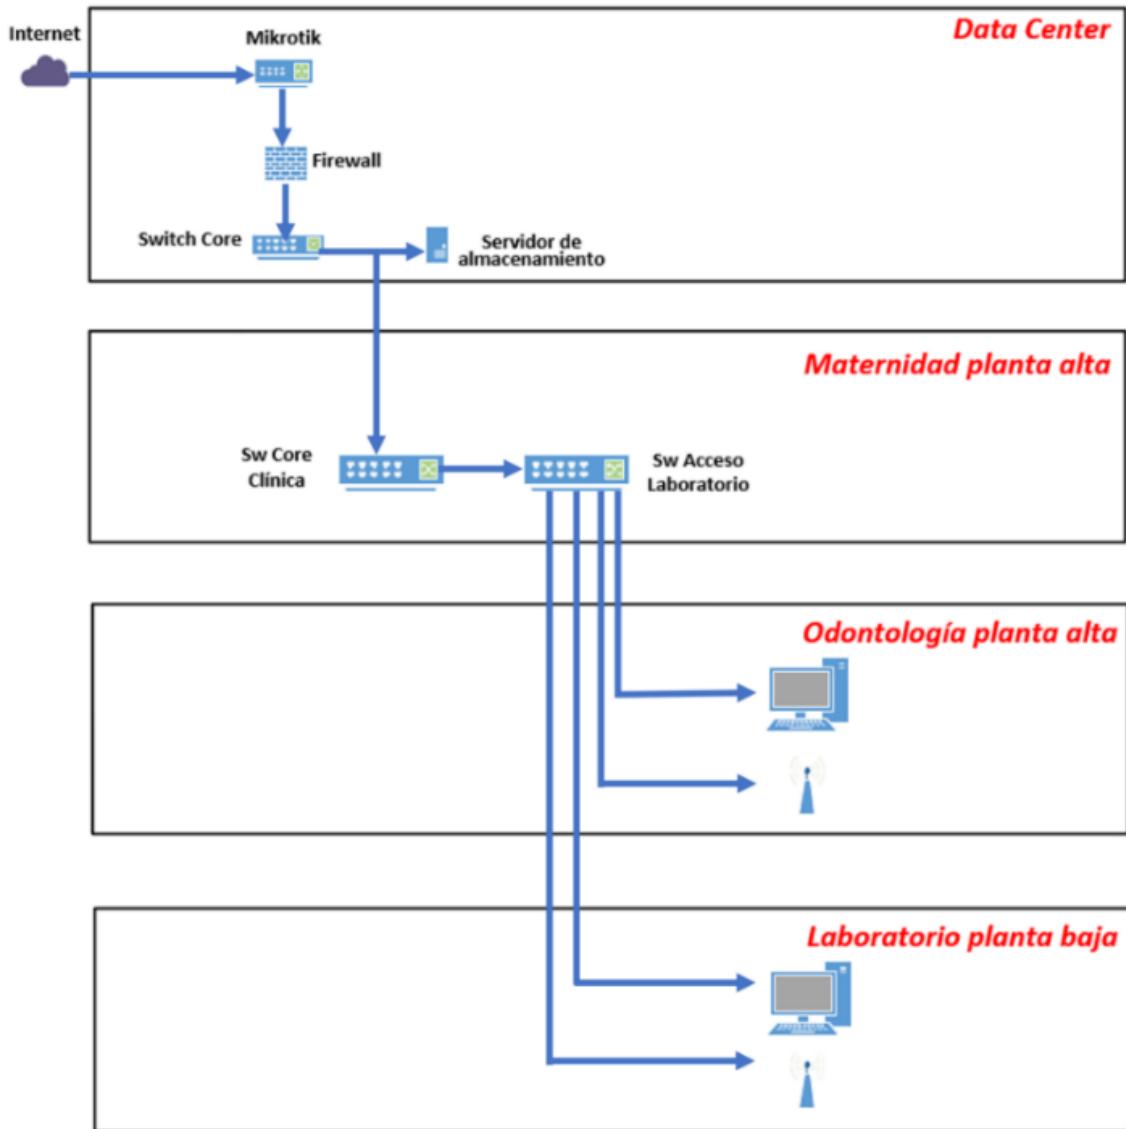 Data Center
Internet
Mikrotik
Firewall
Switch Core
Servidor de
almacenamiento
Maternidad planta alta
Sw Core
Clínica
Sw Acceso
Laboratorio
Odontología planta alta
Laboratorio planta baja